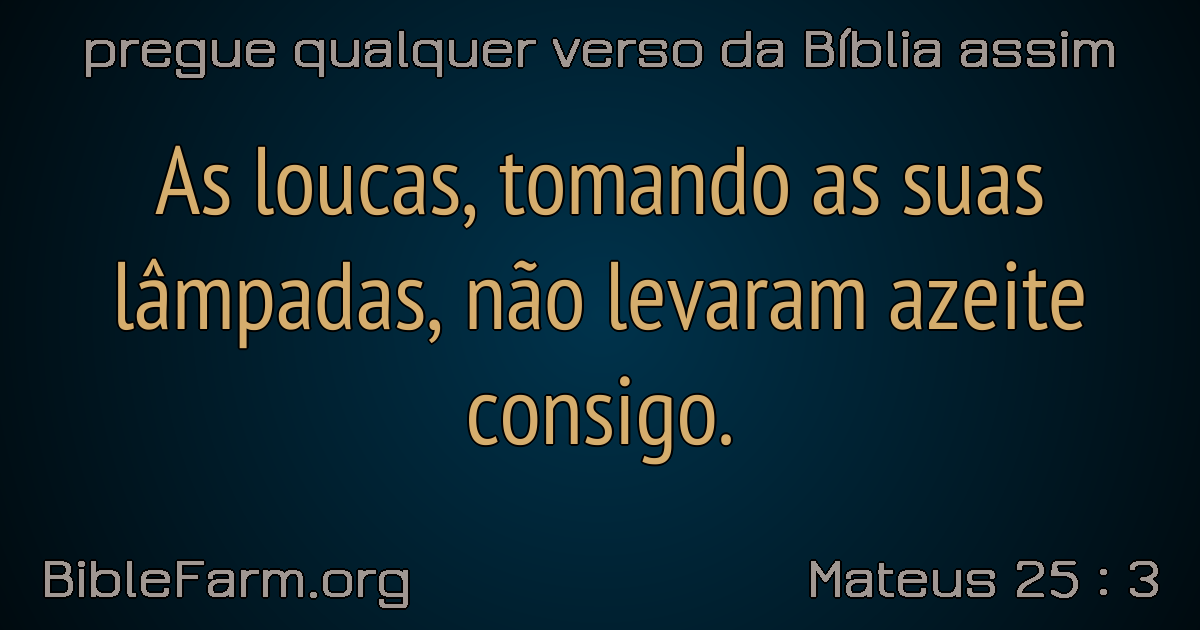 pregue qualquer verso da Bíblia assim
As loucas, tomando as suas
lâmpadas, não levaram azeite
consigo.
BibleFarm.org
Mateus 25 : 3